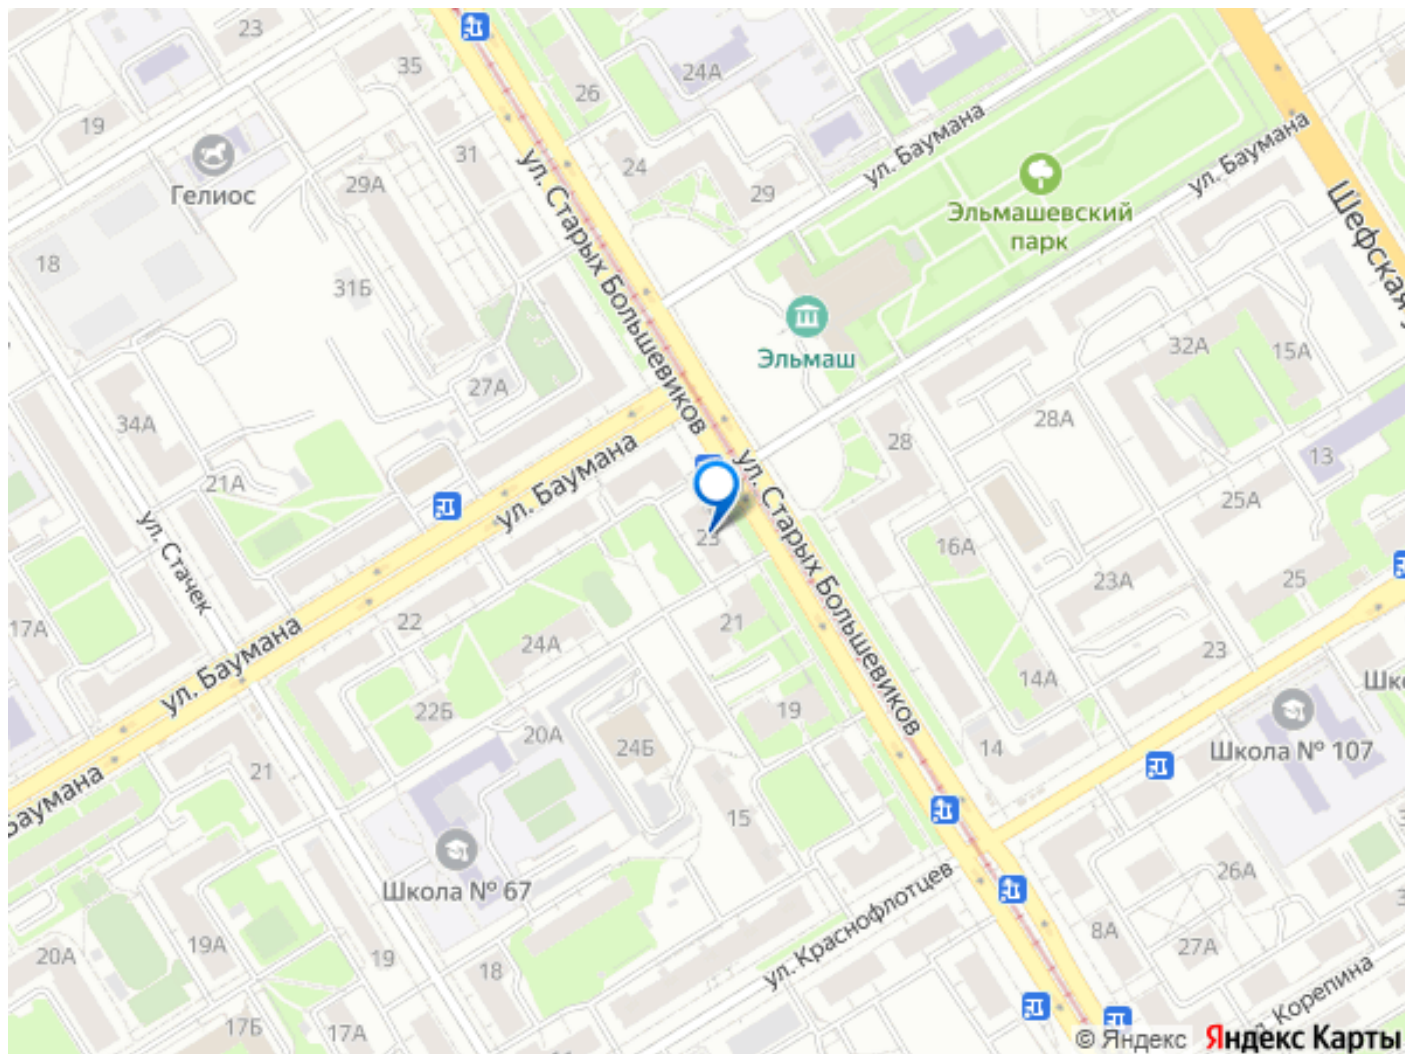 23
35
24А
26
19
Гелиос
31
29А
24
29
ул. Баумана
ул. Баумана
Эльмашевский
парк
Шефская
ул. Старых Большевиков
18
31Б
Эльмаш
27А
32А
15А
34А
28А
28
13
21А
ул. Баумана
25А
ул. Стачек
23
ул. Старых Большевиков
16А
23А
25
17А
22
21
24А
ул. Баумана
23
14А
22Б
19
20А
24Б
14
Школа № 107
21
Баумана
15
Школа № 67
26А
ул. Краснофлотцев
8А
27А
20А
19А
19
18
Корепина
17Б
17А
© Яндекс Яндекс Карты